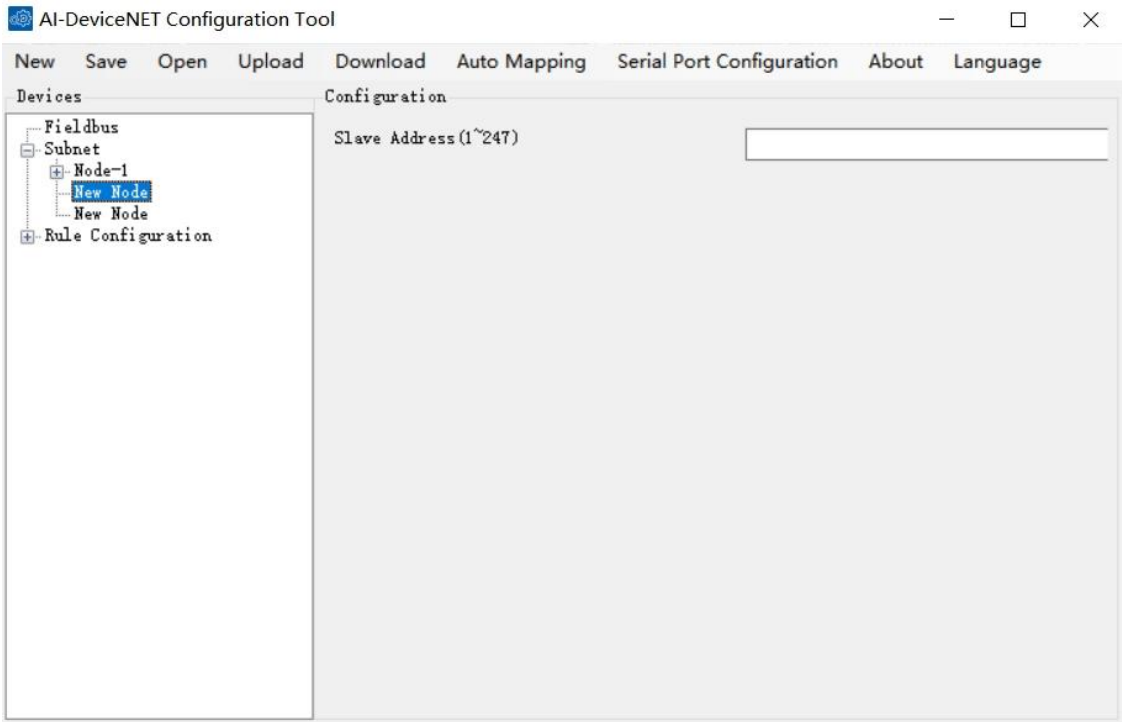 AI-DeviceNET Configuration Tool
New Save Open Upload Download Auto Mapping Serial Port Configuration About Language
Devices
Configuration
Fieldbus
Slave Address(1~247)
Subnet
Node-1
New Node
New Node
Rule Configuration